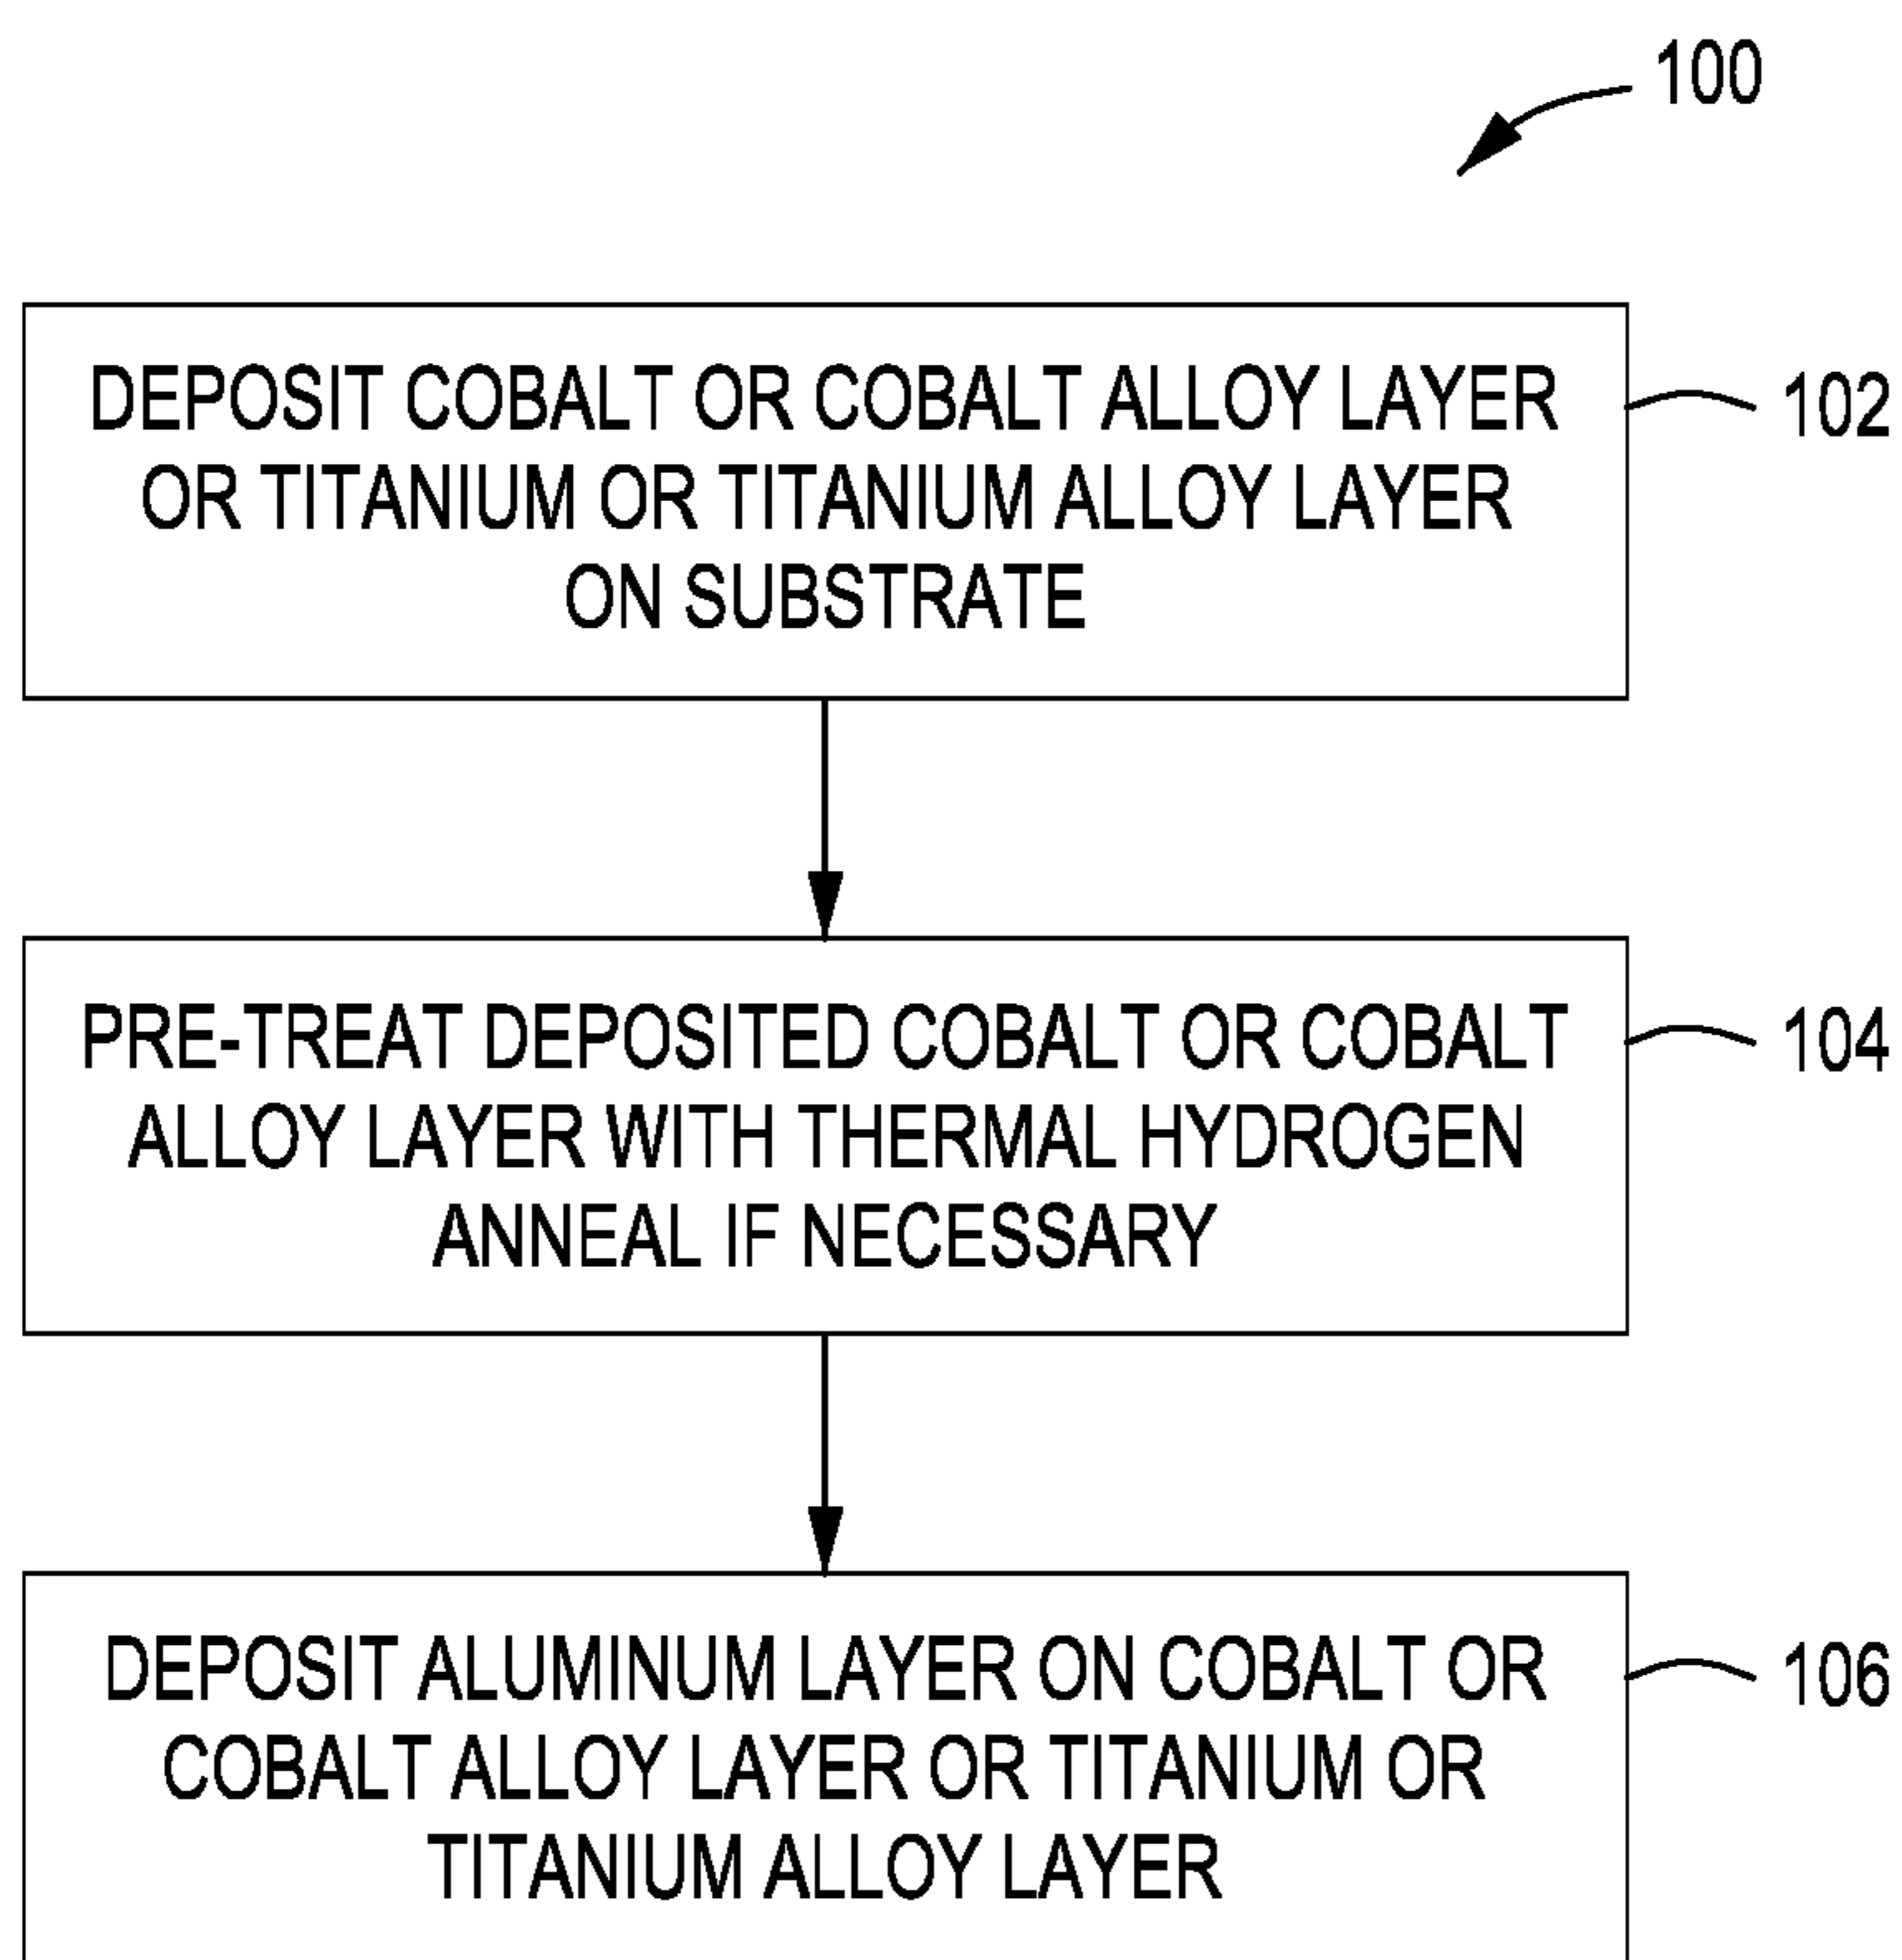 100
DEPOSIT COBALT OR COBALT ALLOY LAYER
OR TITANIUM OR TITANIUM ALLOY LAYER
ON SUBSTRATE
102
PRE-TREAT DEPOSITED COBALT OR COBALT
ALLOY LAYER WITH THERMAL HYDROGEN
ANNEAL IF NECESSARY
104
DEPOSIT ALUMINUM LAYER ON COBALT OR
COBALT ALLOY LAYER OR TITANIUM OR
TITANIUM ALLOY LAYER
106